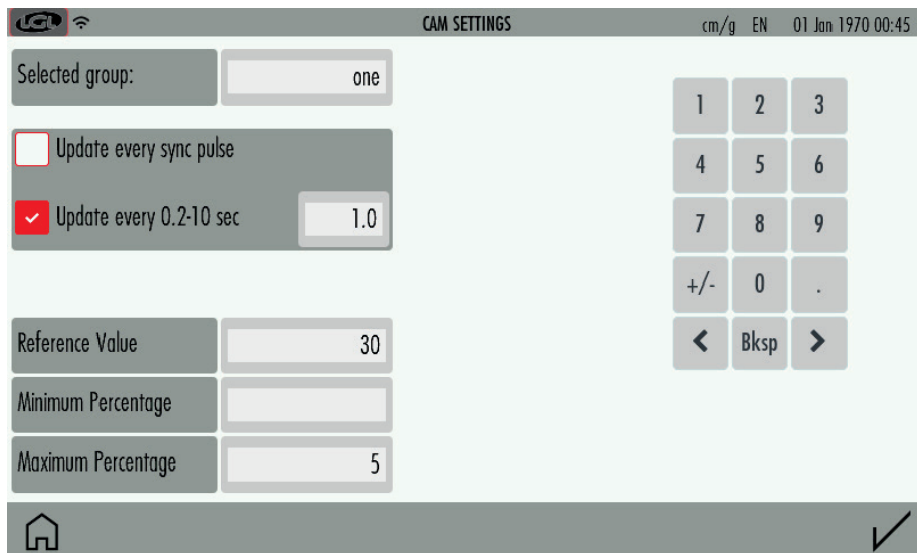 LGL CAM SETTINGS cm/g EN 01 Jan 1970 00:45
Selected group: one
1 2 3
Update every sync pulse
4 5 6
Update every 0.2-10 sec 1.0
7 8 9
+/- 0 .
Reference Value 30
< Bksp >
Minimum Percentage
Maximum Percentage 5